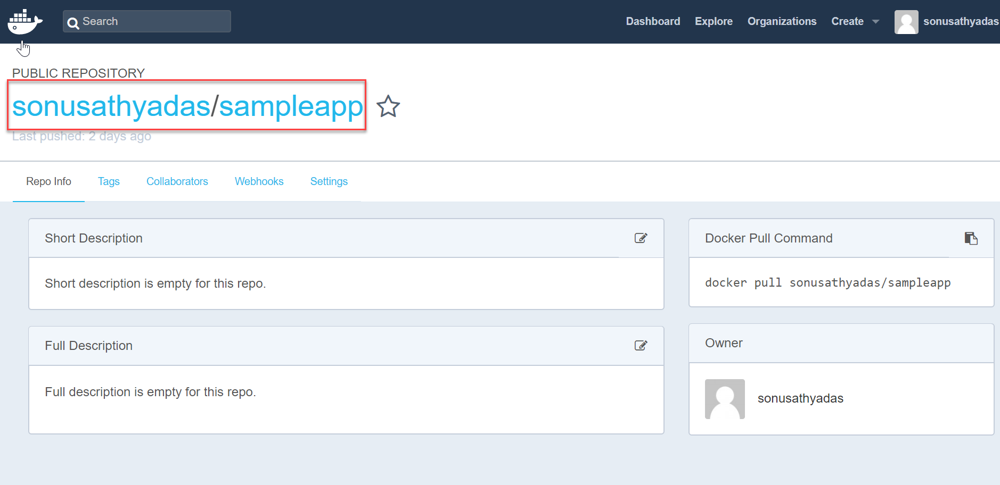 Search
Dashboard Explore Organizations Create sonusathyadas
PUBLIC REPOSITORY
sonusathyadas/sampleapp
Last pushed: 2 days ago
Repo Info Tags Collaborators Webhooks Settings
Short Description
Short description is empty for this repo.
Full Description
Full description is empty for this repo.
Docker Pull Command
docker pull sonusathyadas/sampleapp
Owner
sonusathyadas